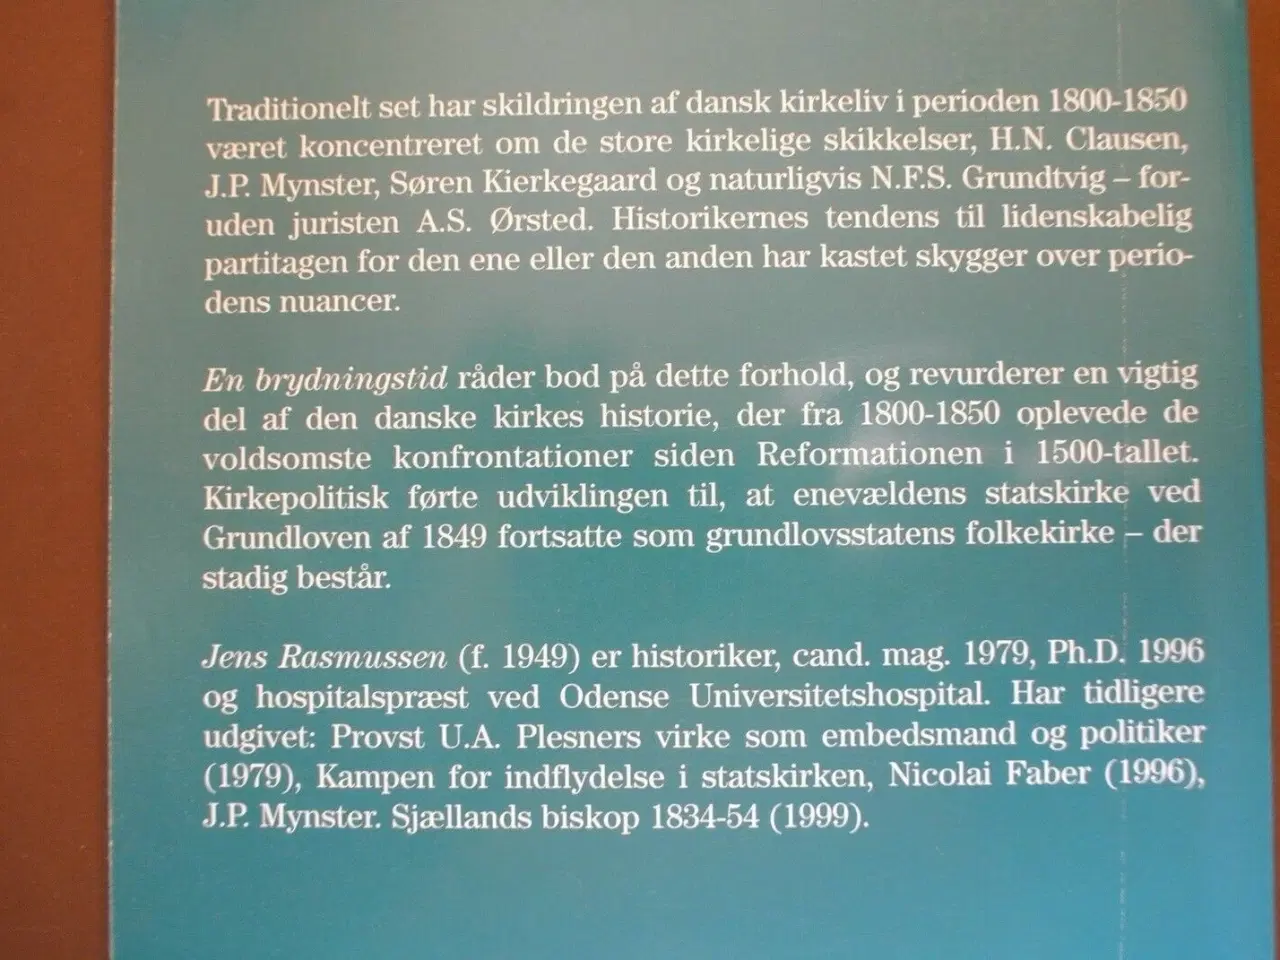 Traditionelt set har skildringen af dansk kirkeliv i perioden 1800-1850
været koncentreret om de store kirkelige skikkelser, H.N. Clausen,
J.P. Mynster, Søren Kierkegaard og naturligvis N.F.S. Grundtvig – for-
uden juristen A.S. Ørsted. Historikernes tendens til lidenskabelig
partitagen for den ene eller den anden har kastet skygger over perio-
dens nuancer.
En brydningstid råder bod på dette forhold, og revurderer en vigtig
del af den danske kirkes historie, der fra 1800-1850 oplevede de
voldsomste konfrontationer siden Reformationen i 1500-tallet.
Kirkepolitisk førte udviklingen til, at enevældens statskirke ved
Grundloven af 1849 fortsatte som grundlovsstatens folkekirke – der
stadig består.
Jens Rasmussen (f. 1949) er historiker, cand. mag. 1979, Ph.D. 1996
og hospitalspræst ved Odense Universitetshospital. Har tidligere
udgivet: Provst U.A. Plesners virke som embedsmand og politiker
(1979), Kampen for indflydelse i statskirken, Nicolai Faber (1996),
J.P. Mynster. Sjællands biskop 1834-54 (1999).